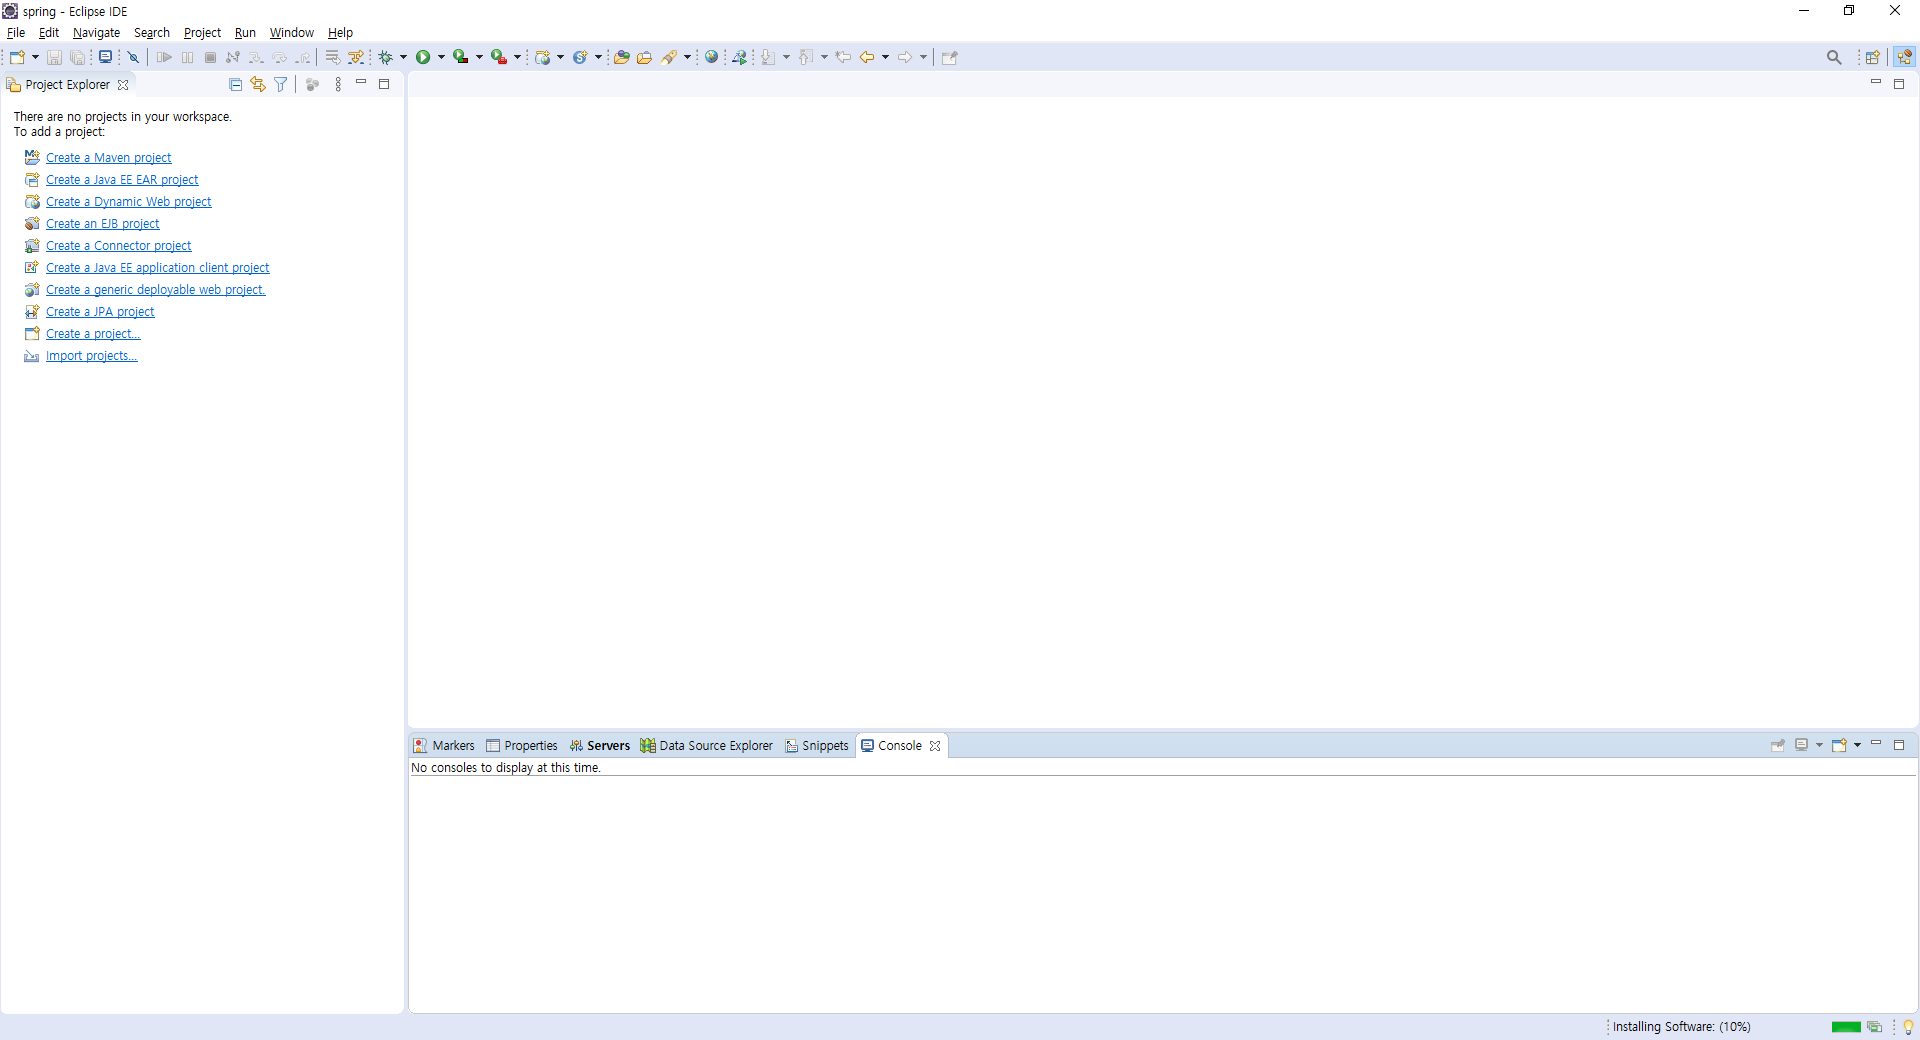 spring - Eclipse IDE
File Edit Navigate Search Project Run Window Help
Project Explorer
There are no projects in your workspace.
To add a project:
Create a Maven project
Create a Java EE EAR project
Create a Dynamic Web project
Create an EJB project
Create a Connector project
Create a Java EE application client project
Create a generic deployable web project.
Create a JPA project
Create a project...
Import projects...
Markers Properties Servers Data Source Explorer Snippets Console
No consoles to display at this time.
Installing Software: (10%)